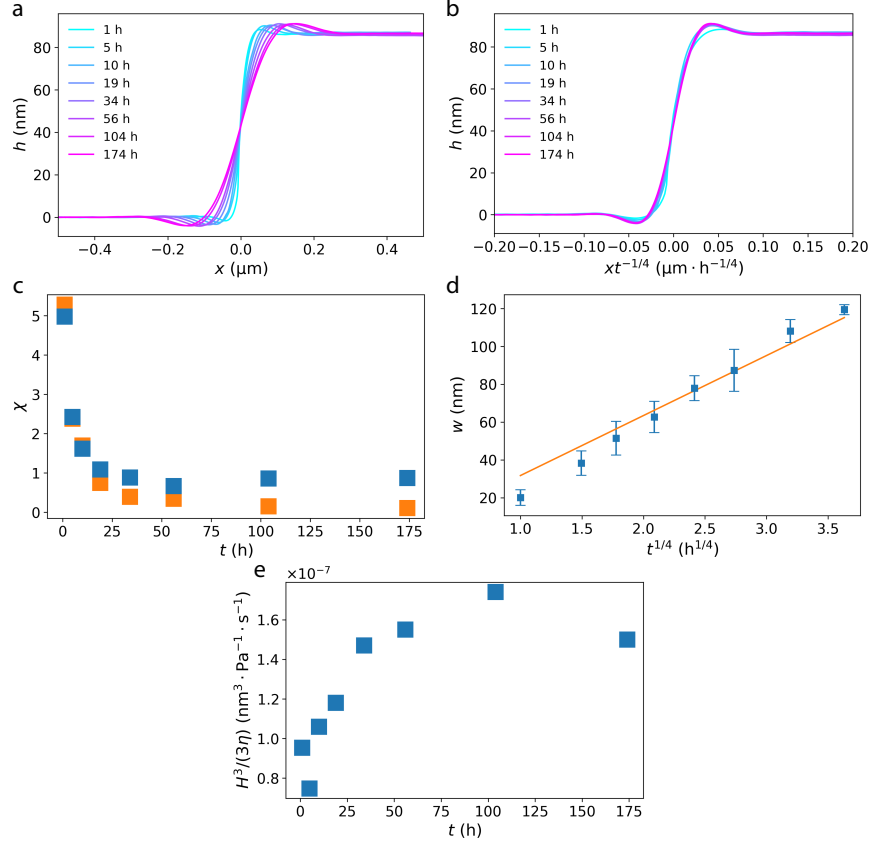 a
80
60
40
20
0
h (nm)
1 h
5 h
10 h
19 h
34 h
56 h
104 h
174 h
−0.4 −0.2 0.0 0.2 0.4
x (μm)
b
80
60
40
20
0
h (nm)
1 h
5 h
10 h
19 h
34 h
56 h
104 h
174 h
−0.20 −0.15 −0.10 −0.05 0.00 0.05 0.10 0.15 0.20
xt^{−1/4} (μm · h^{−1/4})
c
5
4
3
2
1
0
χ
0 25 50 75 100 125 150 175
t (h)
d
120
100
80
60
40
20
w (nm)
1.0 1.5 2.0 2.5 3.0 3.5
t^{1/4} (h^{1/4})
e
×10^{−7}
1.6
1.4
1.2
1.0
0.8
H^3/(3η) (nm^3 · Pa^{−1} · s^{−1})
0 25 50 75 100 125 150 175
t (h)